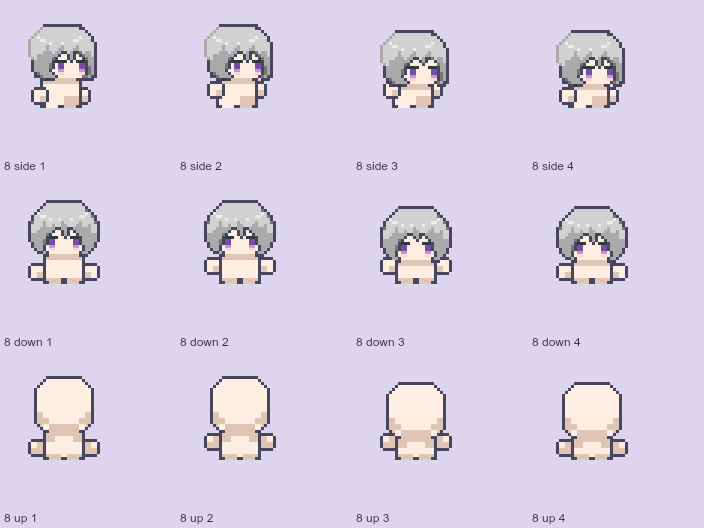 8 side 1
8 side 2
8 side 3
8 side 4
8 down 1
8 down 2
8 down 3
8 down 4
8 up 1
8 up 2
8 up 3
8 up 4